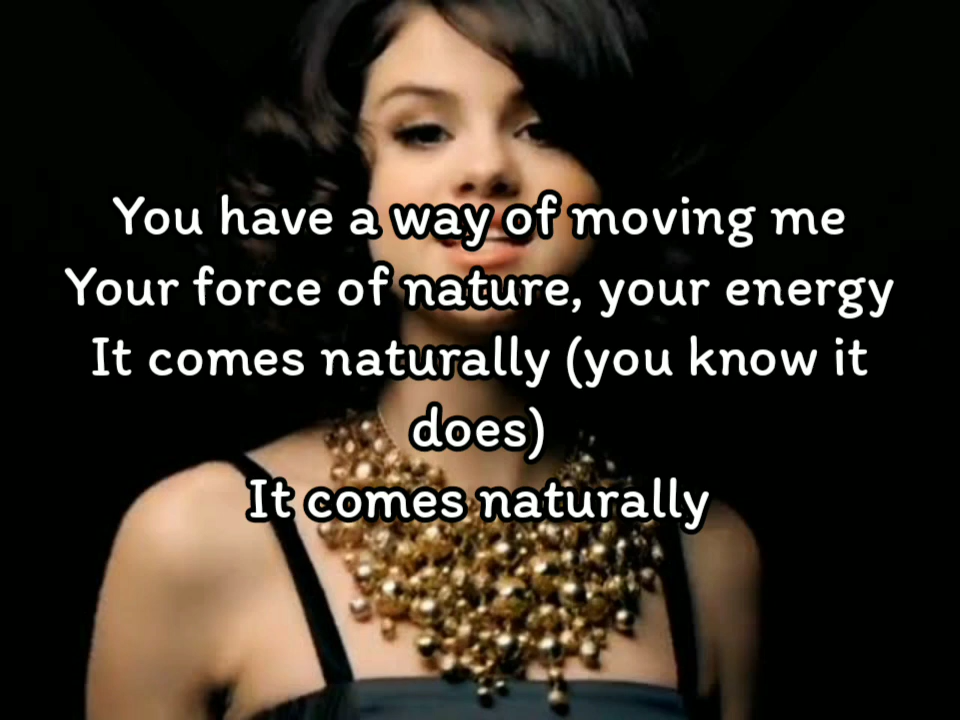 You have a way of moving me
Your force of nature, your energy
It comes naturally (you know it
does)
It comes naturally